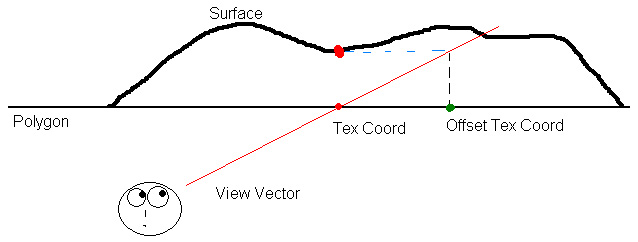 Surface
Polygon
Tex Coord
Offset Tex Coord
View Vector